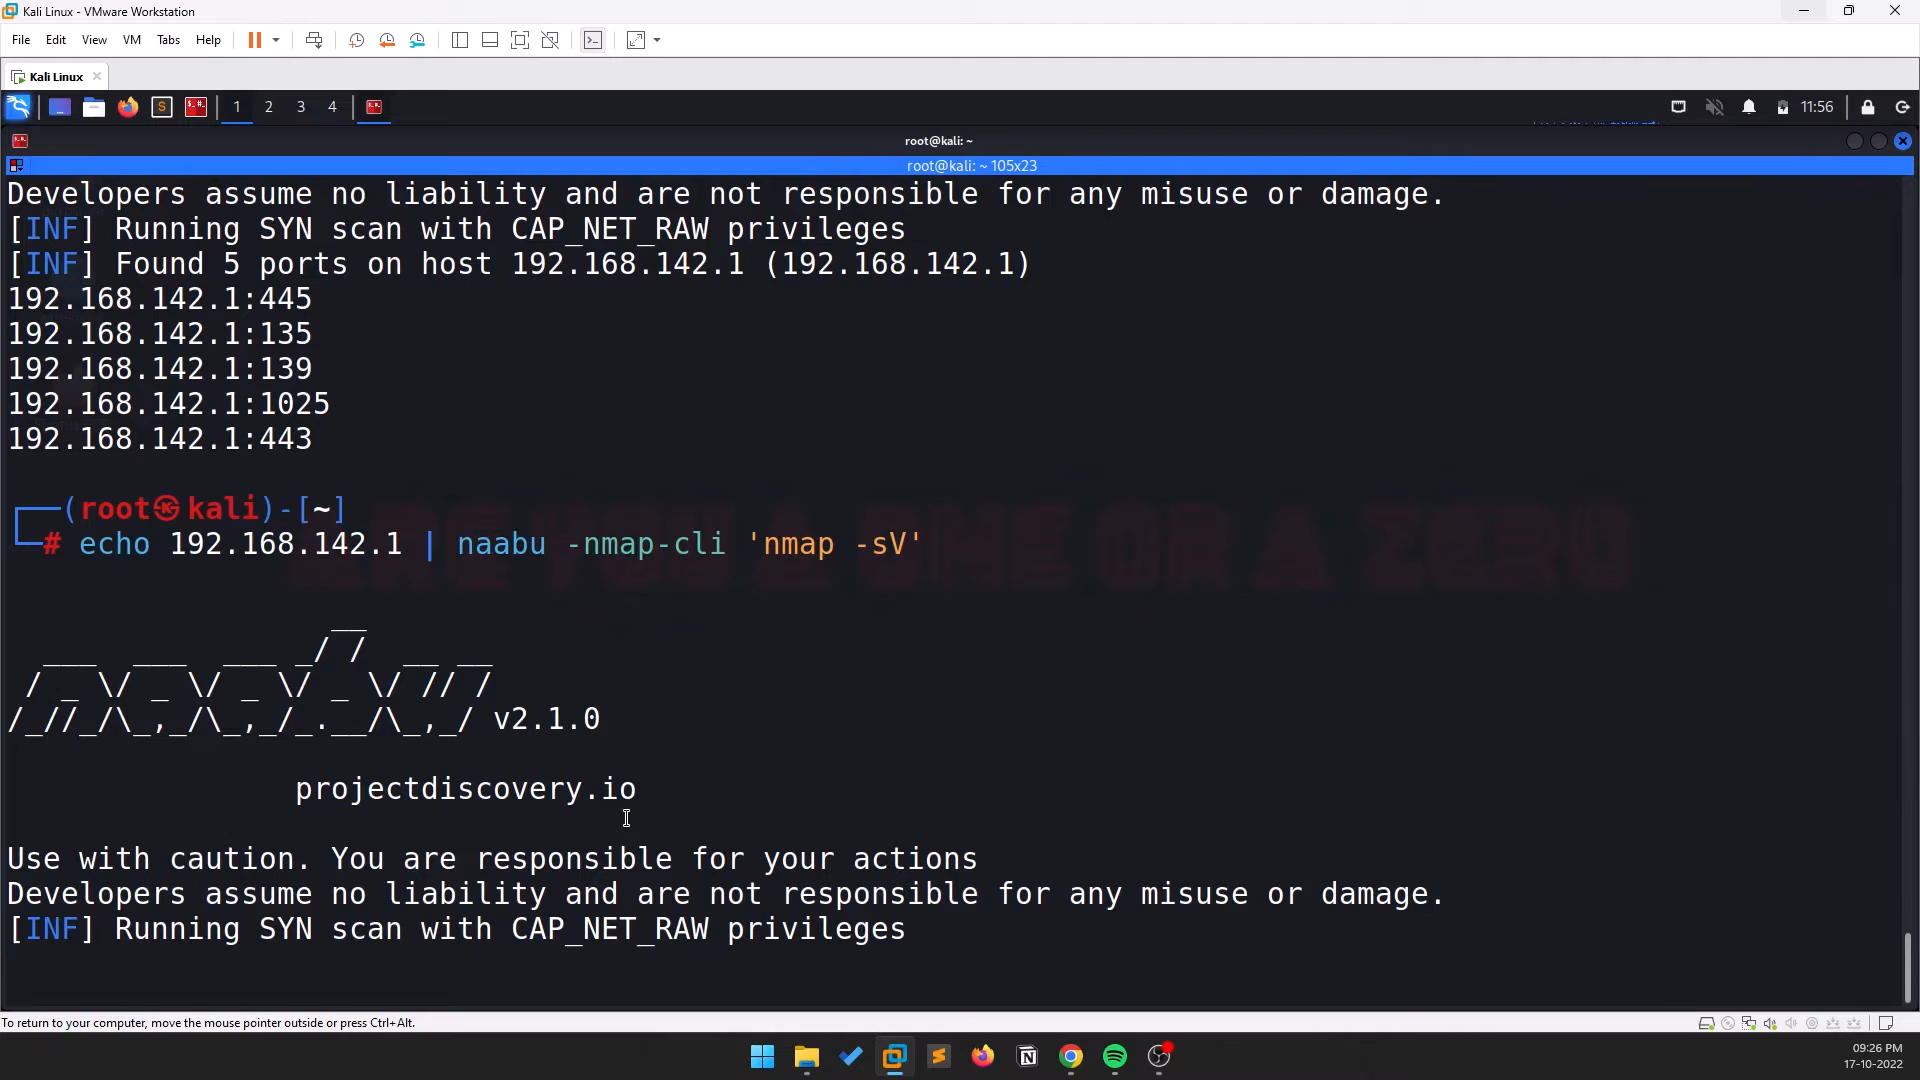 Kali Linux - VMware Workstation
File Edit View VM Tabs Help
Kali Linux
1 2 3 4 11:56
root@kali: ~
root@kali: ~ 105x23
Developers assume no liability and are not responsible for any misuse or damage.
[INF] Running SYN scan with CAP_NET_RAW privileges
[INF] Found 5 ports on host 192.168.142.1 (192.168.142.1)
192.168.142.1:445
192.168.142.1:135
192.168.142.1:139
192.168.142.1:1025
192.168.142.1:443
┌──(root㉿kali)-[~]
└─# echo 192.168.142.1 | naabu -nmap-cli 'nmap -sV'
ARE YOU A ONE OR A ZERO
naabu v2.1.0
projectdiscovery.io
Use with caution. You are responsible for your actions
Developers assume no liability and are not responsible for any misuse or damage.
[INF] Running SYN scan with CAP_NET_RAW privileges
To return to your computer, move the mouse pointer outside or press Ctrl+Alt.
09:26 PM
17-10-2022